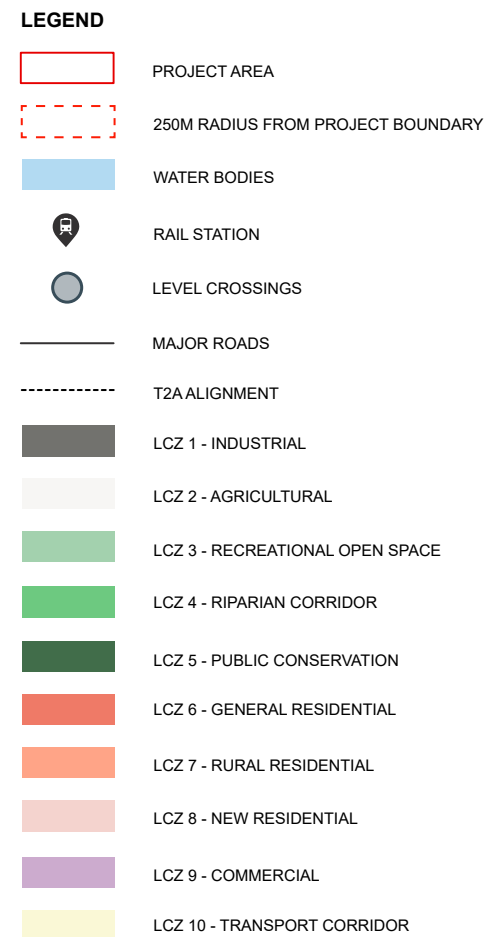 LEGEND
PROJECT AREA
250M RADIUS FROM PROJECT BOUNDARY
WATER BODIES
RAIL STATION
LEVEL CROSSINGS
MAJOR ROADS
T2A ALIGNMENT
LCZ 1 - INDUSTRIAL
LCZ 2 - AGRICULTURAL
LCZ 3 - RECREATIONAL OPEN SPACE
LCZ 4 - RIPARIAN CORRIDOR
LCZ 5 - PUBLIC CONSERVATION
LCZ 6 - GENERAL RESIDENTIAL
LCZ 7 - RURAL RESIDENTIAL
LCZ 8 - NEW RESIDENTIAL
LCZ 9 - COMMERCIAL
LCZ 10 - TRANSPORT CORRIDOR